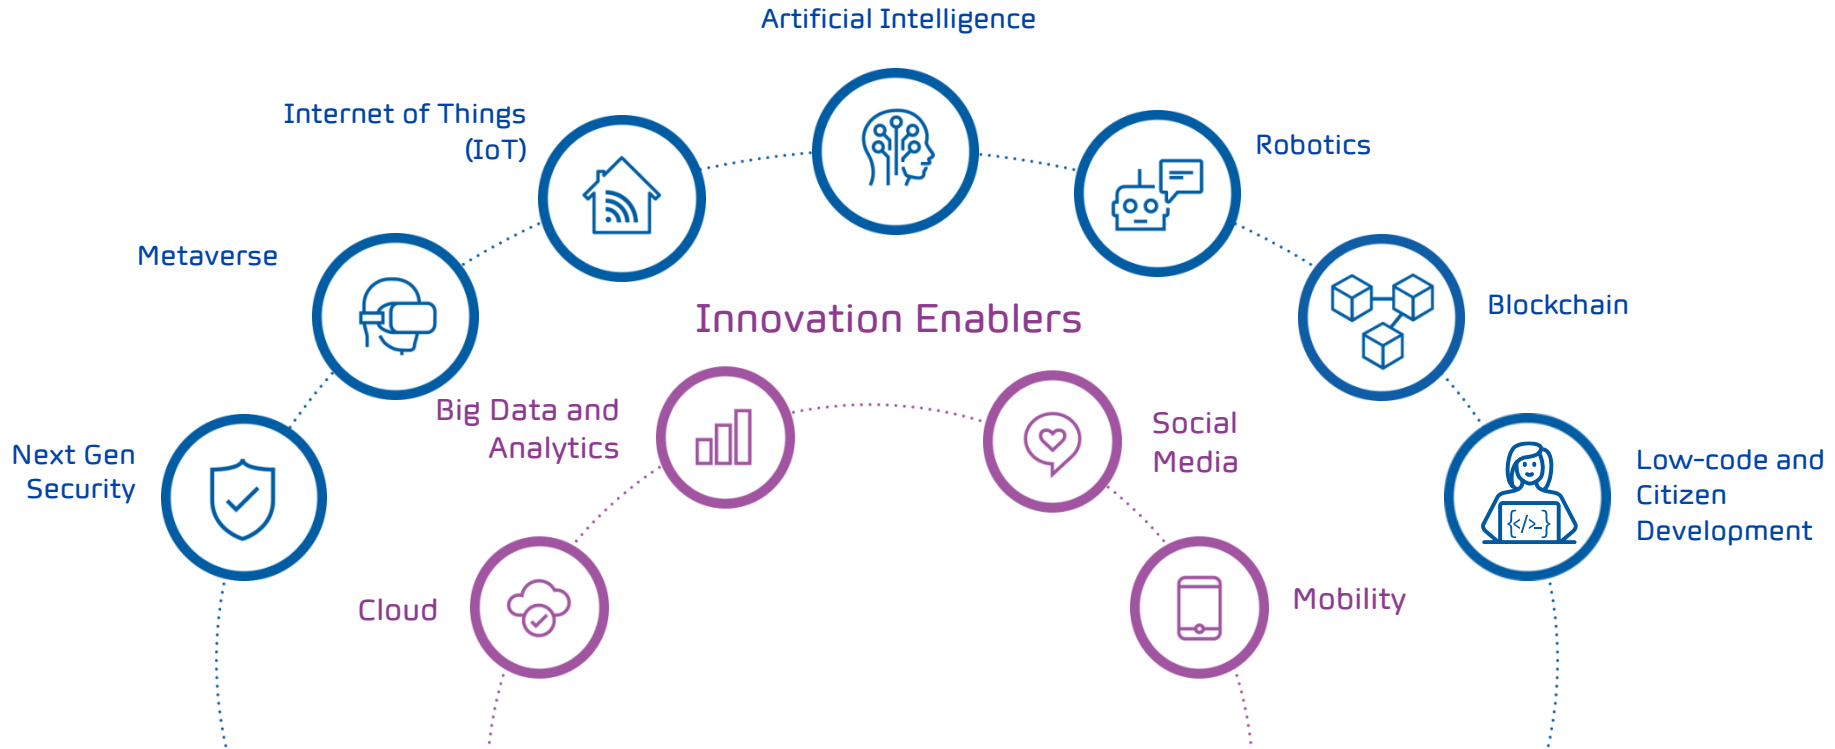 Artificial Intelligence
Internet of Things
(IoT)
Robotics
Metaverse
Blockchain
Innovation Enablers
Big Data and
Analytics
Social
Media
Next Gen
Security
Low-code and
Citizen
Development
{</>_}
Cloud
Mobility